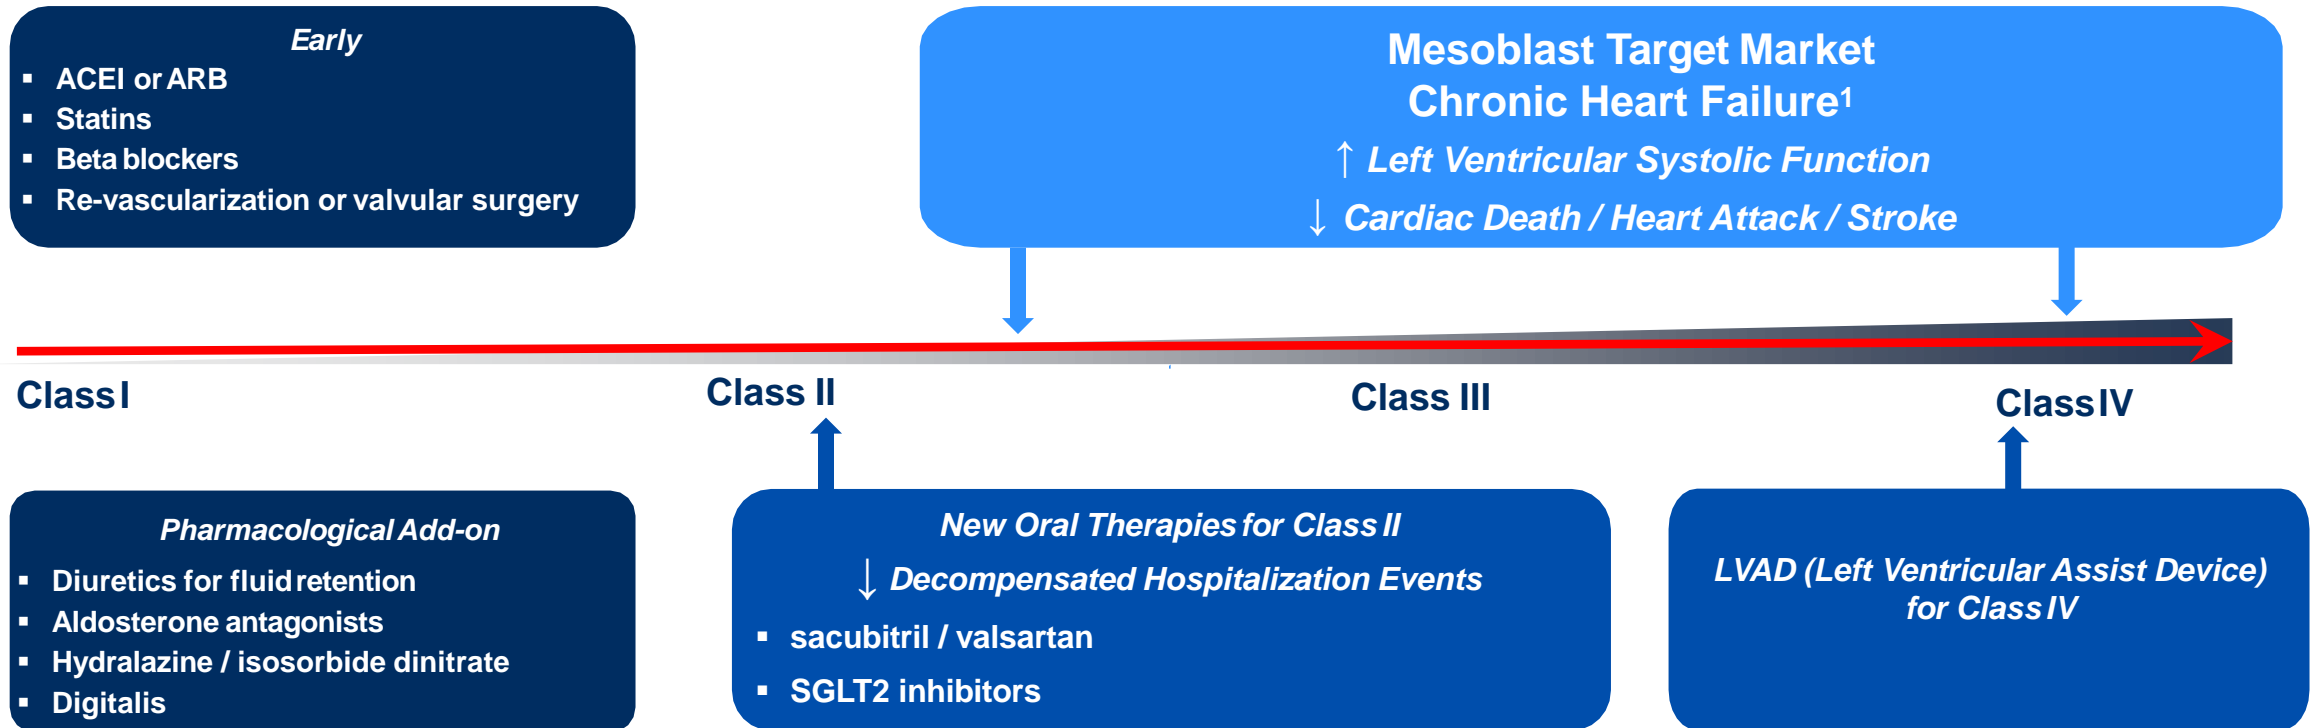 Early
▪ ACEI or ARB
▪ Statins
▪ Beta blockers
▪ Re-vascularization or valvular surgery
Mesoblast Target Market
Chronic Heart Failure¹
↑ Left Ventricular Systolic Function
↓ Cardiac Death / Heart Attack / Stroke
Class I
Class II
Class III
Class IV
Pharmacological Add-on
▪ Diuretics for fluid retention
▪ Aldosterone antagonists
▪ Hydralazine / isosorbide dinitrate
▪ Digitalis
New Oral Therapies for Class II
↓ Decompensated Hospitalization Events
▪ sacubitril / valsartan
▪ SGLT2 inhibitors
LVAD (Left Ventricular Assist Device)
for Class IV